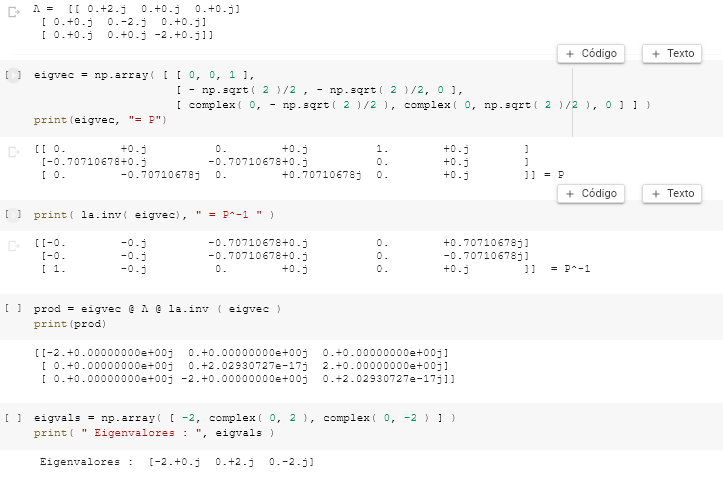 Λ =  [[ 0.+2.j  0.+0.j  0.+0.j]
[ 0.+0.j  0.-2.j  0.+0.j]
[ 0.+0.j  0.+0.j -2.+0.j]]
+ Código + Texto
[ ] eigvec = np.array( [ [ 0, 0, 1 ],
[ - np.sqrt( 2 )/2 , - np.sqrt( 2 )/2, 0 ],
[ complex( 0, - np.sqrt( 2 )/2 ), complex( 0, np.sqrt( 2 )/2 ), 0 ] ] )
print(eigvec, "= P")
[[ 0.        +0.j          0.        +0.j          1.        +0.j        ]
[-0.70710678+0.j         -0.70710678+0.j          0.        +0.j        ]
[ 0.        -0.70710678j  0.        +0.70710678j  0.        +0.j        ]] = P
+ Código + Texto
[ ] print( la.inv( eigvec), " = P^-1 " )
[[-0.        -0.j         -0.70710678+0.j          0.        +0.70710678j]
[-0.        -0.j         -0.70710678+0.j          0.        -0.70710678j]
[ 1.        -0.j          0.        +0.j          0.        +0.j        ]]  = P^-1
[ ] prod = eigvec @ Λ @ la.inv ( eigvec )
print(prod)
[[-2.+0.00000000e+00j  0.+0.00000000e+00j  0.+0.00000000e+00j]
[ 0.+0.00000000e+00j  0.+2.02930727e-17j  2.+0.00000000e+00j]
[ 0.+0.00000000e+00j -2.+0.00000000e+00j  0.+2.02930727e-17j]]
[ ] eigvals = np.array( [ -2, complex( 0, 2 ), complex( 0, -2 ) ] )
print( " Eigenvalores : ", eigvals )
Eigenvalores :  [-2.+0.j  0.+2.j  0.-2.j]